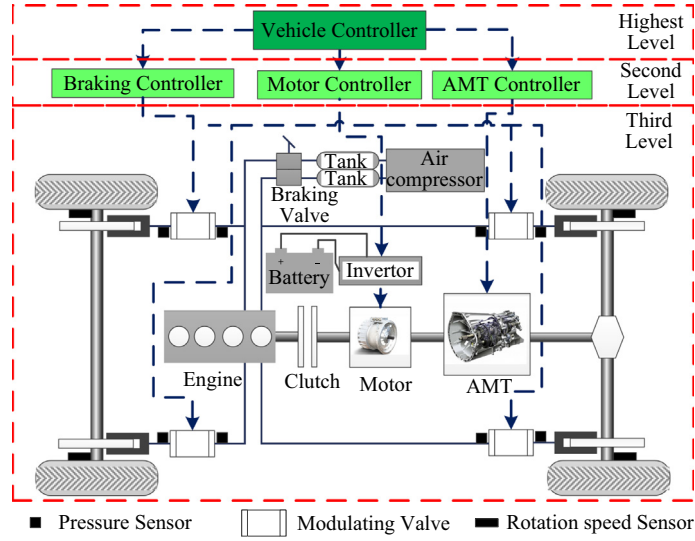 Vehicle Controller
Highest
Level
Braking Controller
Motor Controller
AMT Controller
Second
Level
Third
Level
Tank
Tank
Air
compressor
Braking
Valve
+
−
Battery
Invertor
Engine
Clutch
Motor
AMT
Pressure Sensor
Modulating Valve
Rotation speed Sensor